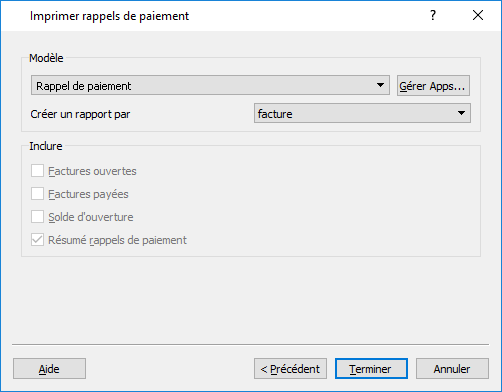 Imprimer rappels de paiement ?
Modèle
Rappel de paiement Gérer Apps...
Créer un rapport par facture
Inclure
Factures ouvertes
Factures payées
Solde d'ouverture
Résumé rappels de paiement
Aide < Précédent Terminer Annuler